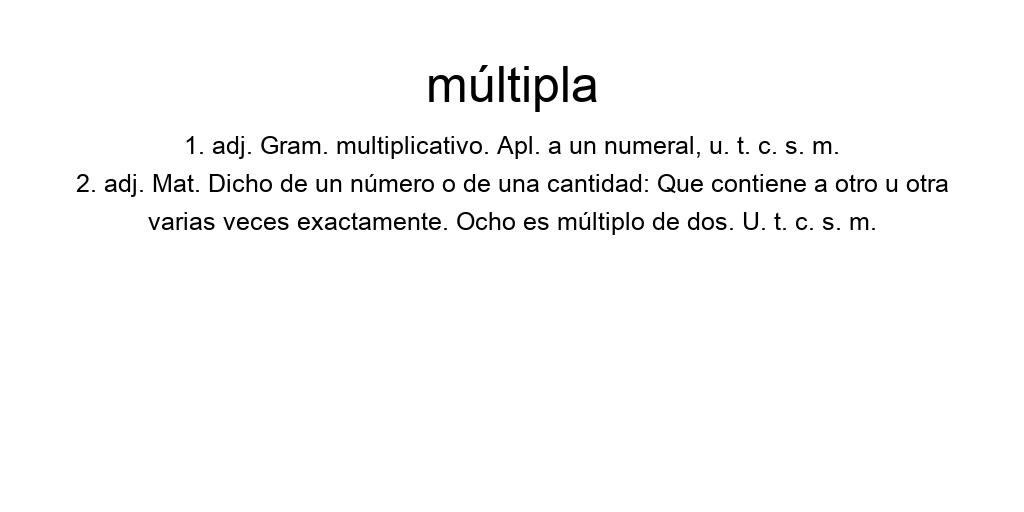 múltipla
1. adj. Gram. multiplicativo. Apl. a un numeral, u. t. c. s. m.
2. adj. Mat. Dicho de un número o de una cantidad: Que contiene a otro u otra
varias veces exactamente. Ocho es múltiplo de dos. U. t. c. s. m.